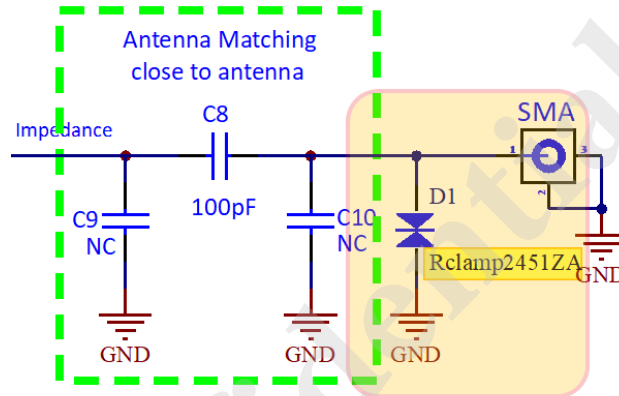 Antenna Matching
close to antenna
SMA
C8
Impedance
1
3
2
100pF
D1
C9
NC
C10
NC
Rclamp2451ZA
GND
GND
GND
GND
dential